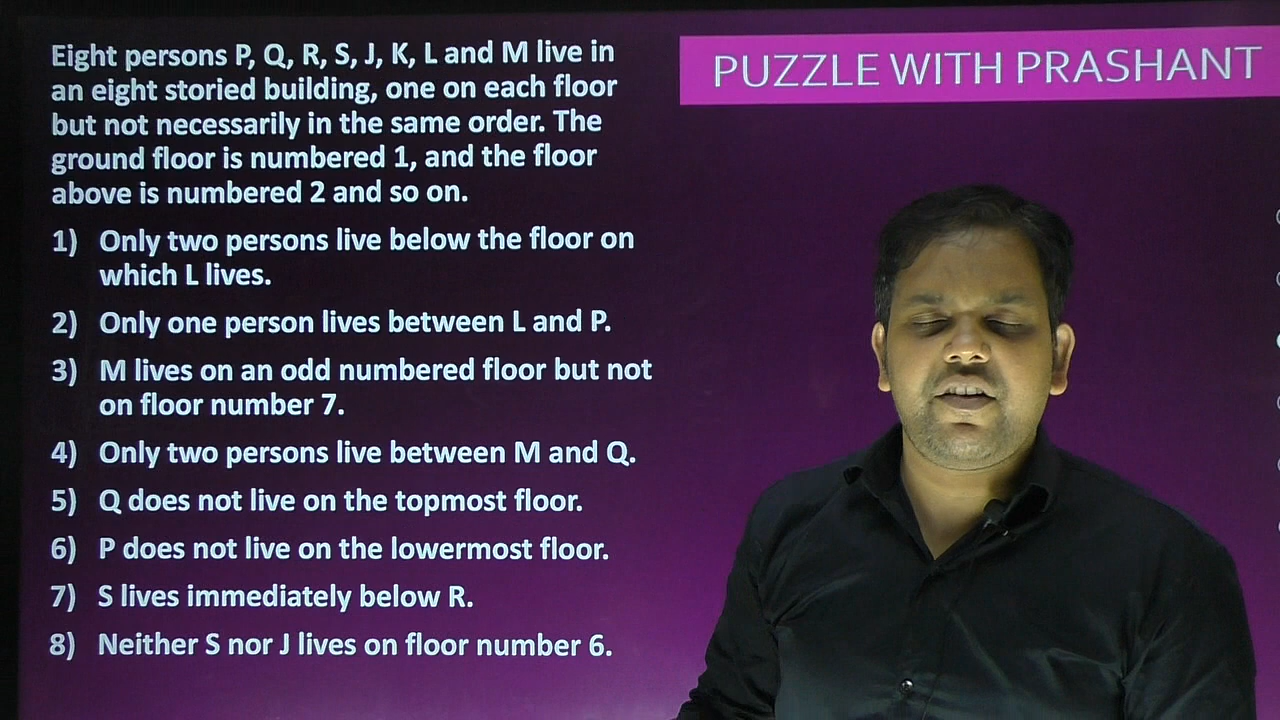 Eight persons P, Q, R, S, J, K, L and M live in
an eight storied building, one on each floor
but not necessarily in the same order. The
ground floor is numbered 1, and the floor
above is numbered 2 and so on.
1) Only two persons live below the floor on
which L lives.
2) Only one person lives between L and P.
3) M lives on an odd numbered floor but not
on floor number 7.
4) Only two persons live between M and Q.
5) Q does not live on the topmost floor.
6) P does not live on the lowermost floor.
7) S lives immediately below R.
8) Neither S nor J lives on floor number 6.
PUZZLE WITH PRASHANT